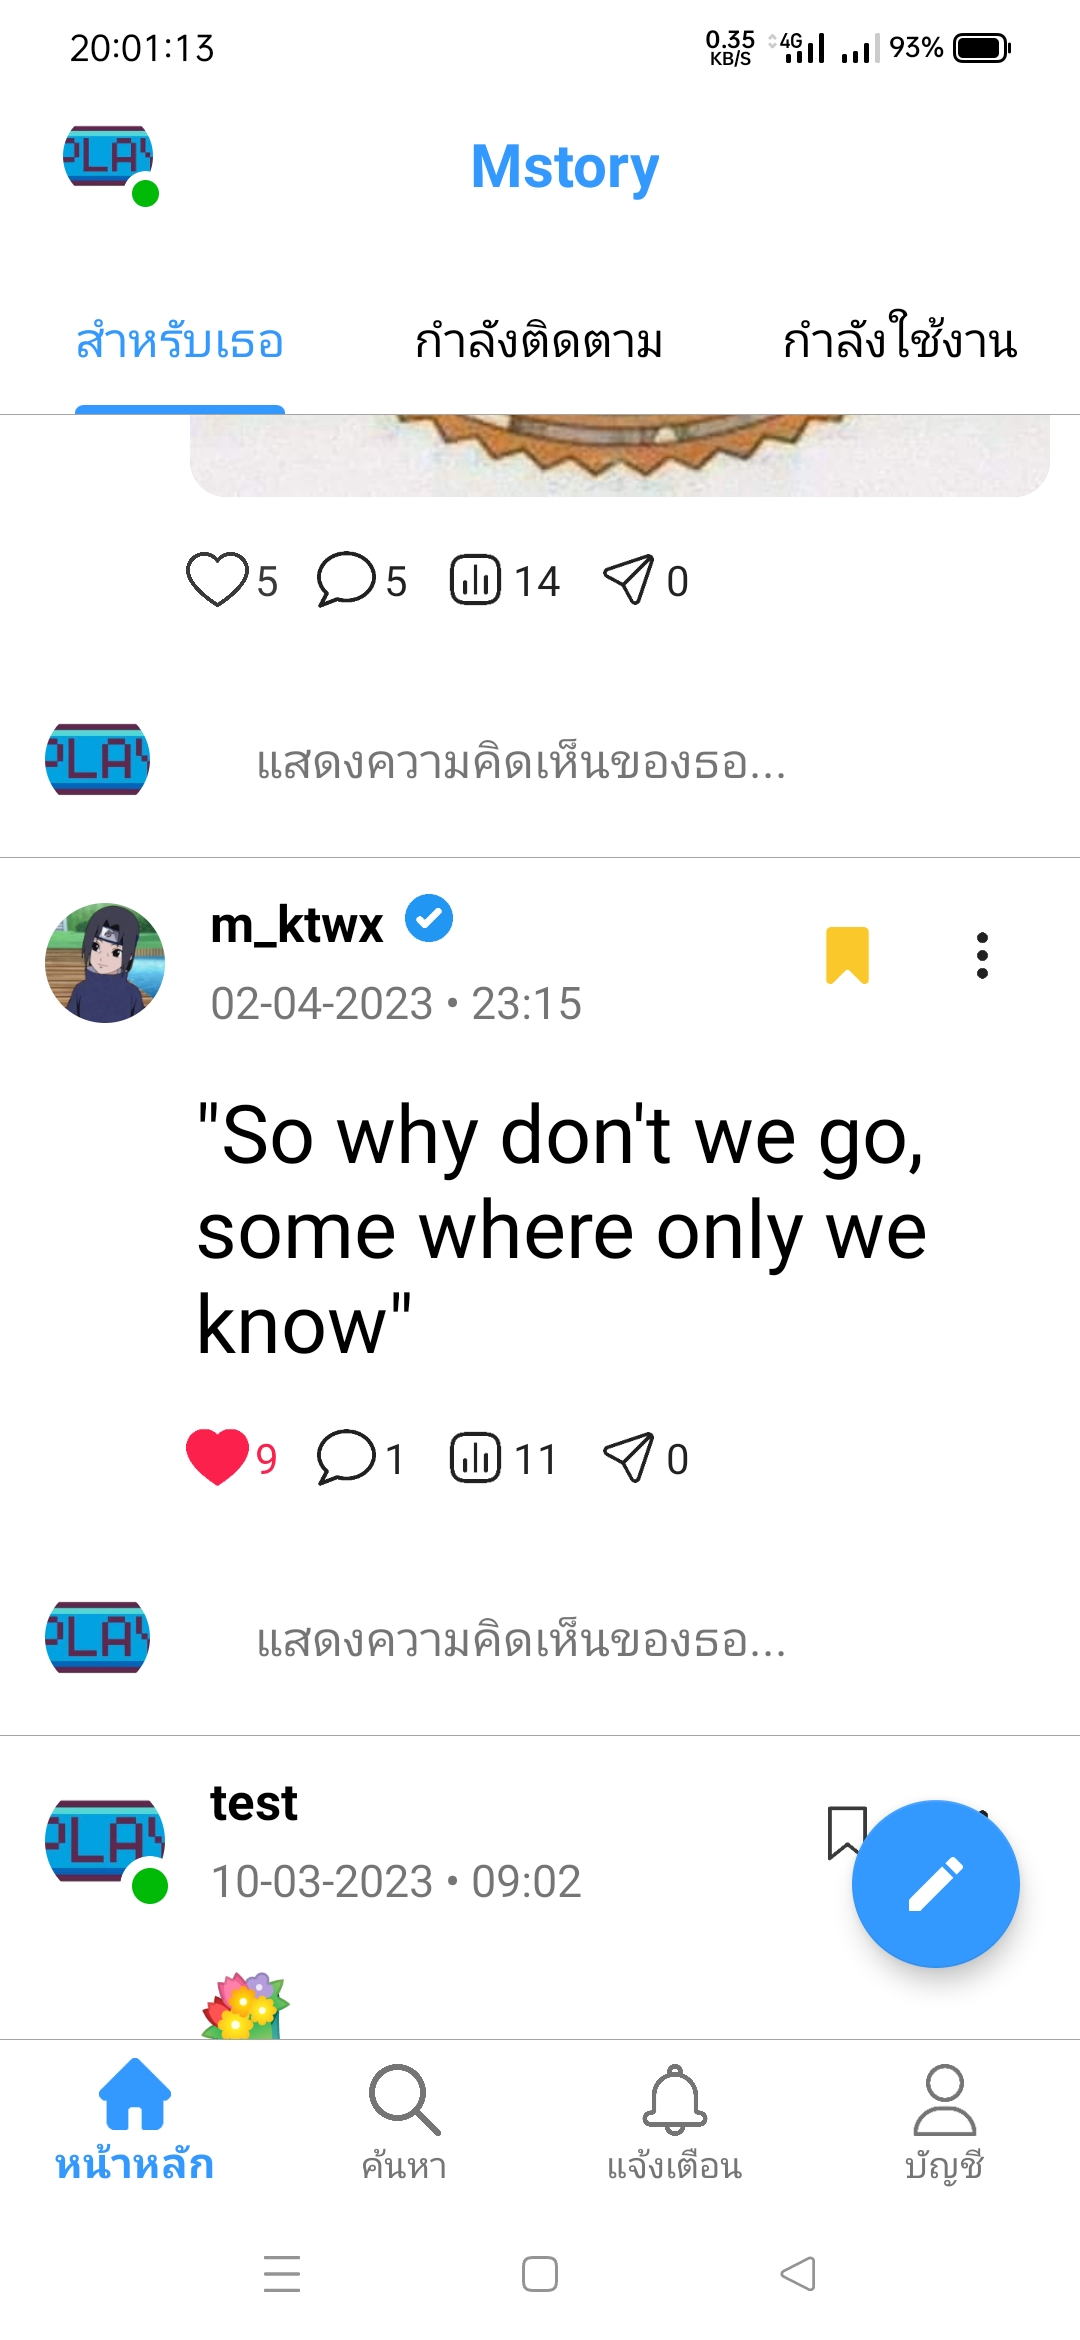 20:01:13 0.35 KB/S 4G 93%
Mstory
สำหรับเธอ กำลังติดตาม กำลังใช้งาน
5 5 14 0
แสดงความคิดเห็นของธอ...
m_ktwx
02-04-2023 • 23:15
"So why don't we go,
some where only we
know"
9 1 11 0
แสดงความคิดเห็นของธอ...
test
10-03-2023 • 09:02
หน้าหลัก ค้นหา แจ้งเตือน บัญชี